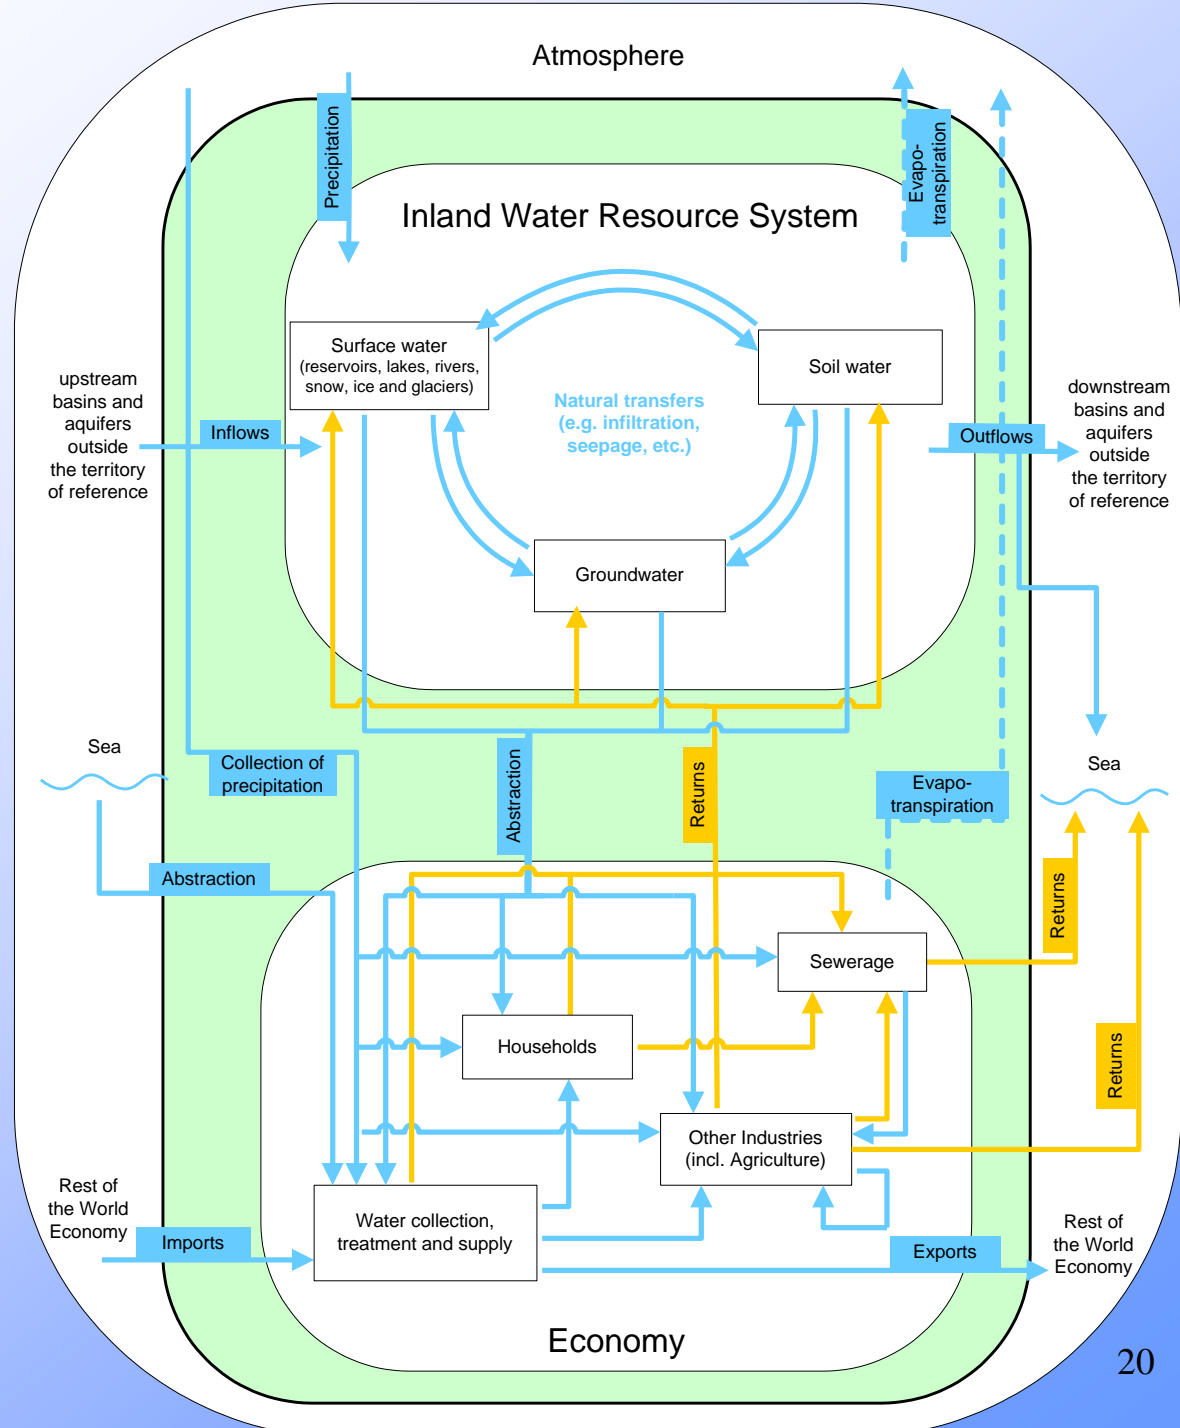 Atmosphere
Precipitation
Evapo-
transpiration
Inland Water Resource System
Surface water
(reservoirs, lakes, rivers,
snow, ice and glaciers)
Soil water
upstream
basins and
aquifers
outside
the territory
of reference
Inflows
Natural transfers
(e.g. infiltration,
seepage, etc.)
Outflows
downstream
basins and
aquifers
outside
the territory
of reference
Groundwater
Sea
Collection of
precipitation
Abstraction
Returns
Evapo-
transpiration
Sea
Abstraction
Returns
Sewerage
Households
Returns
Other Industries
(incl. Agriculture)
Rest of
the World
Economy
Imports
Water collection,
treatment and supply
Exports
Rest of
the World
Economy
Economy
20